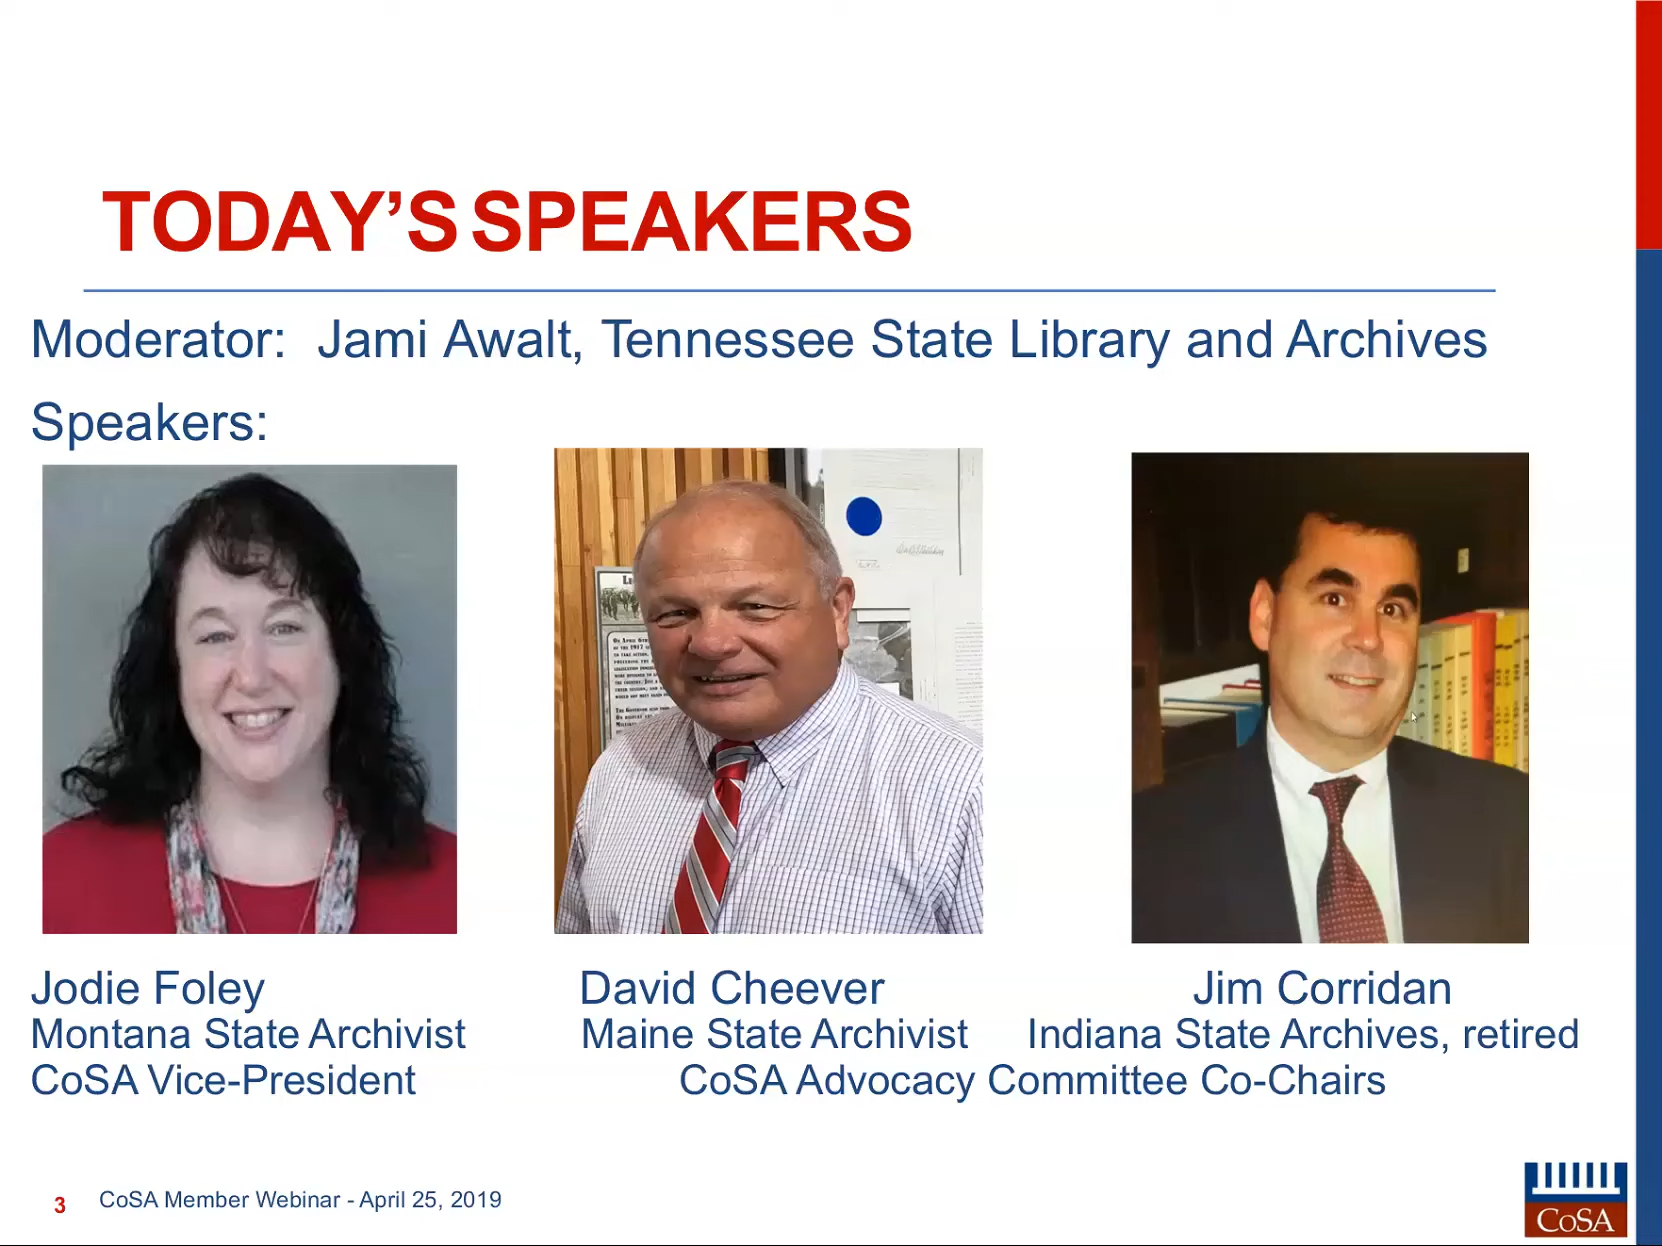 TODAY'S SPEAKERS
Moderator:  Jami Awalt, Tennessee State Library and Archives
Speakers:
Jodie Foley
Montana State Archivist
CoSA Vice-President
David Cheever
Maine State Archivist
Jim Corridan
Indiana State Archives, retired
CoSA Advocacy Committee Co-Chairs
3
CoSA Member Webinar - April 25, 2019
CoSA